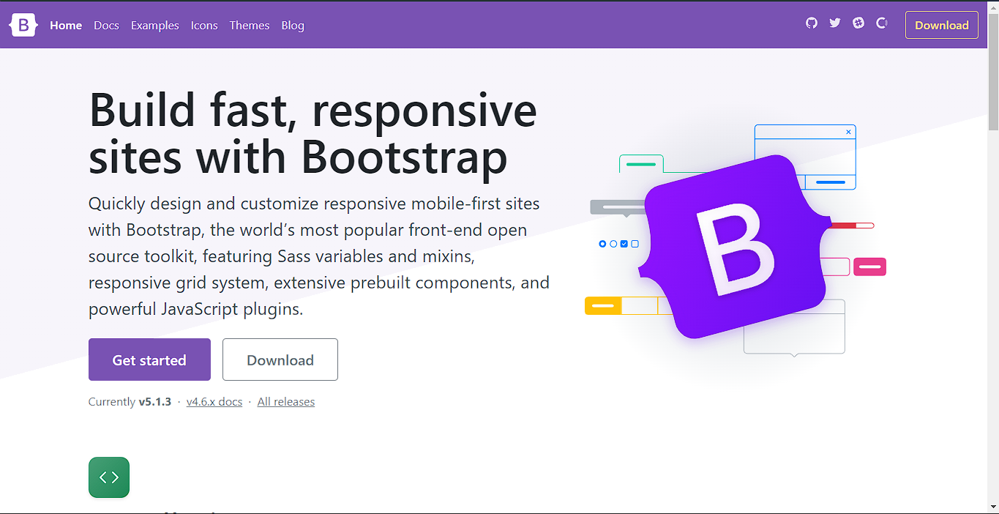 B Home Docs Examples Icons Themes Blog Download
Build fast, responsive
sites with Bootstrap
Quickly design and customize responsive mobile-first sites
with Bootstrap, the world’s most popular front-end open
source toolkit, featuring Sass variables and mixins,
responsive grid system, extensive prebuilt components, and
powerful JavaScript plugins.
Get started Download
Currently v5.1.3 · v4.6.x docs · All releases
B